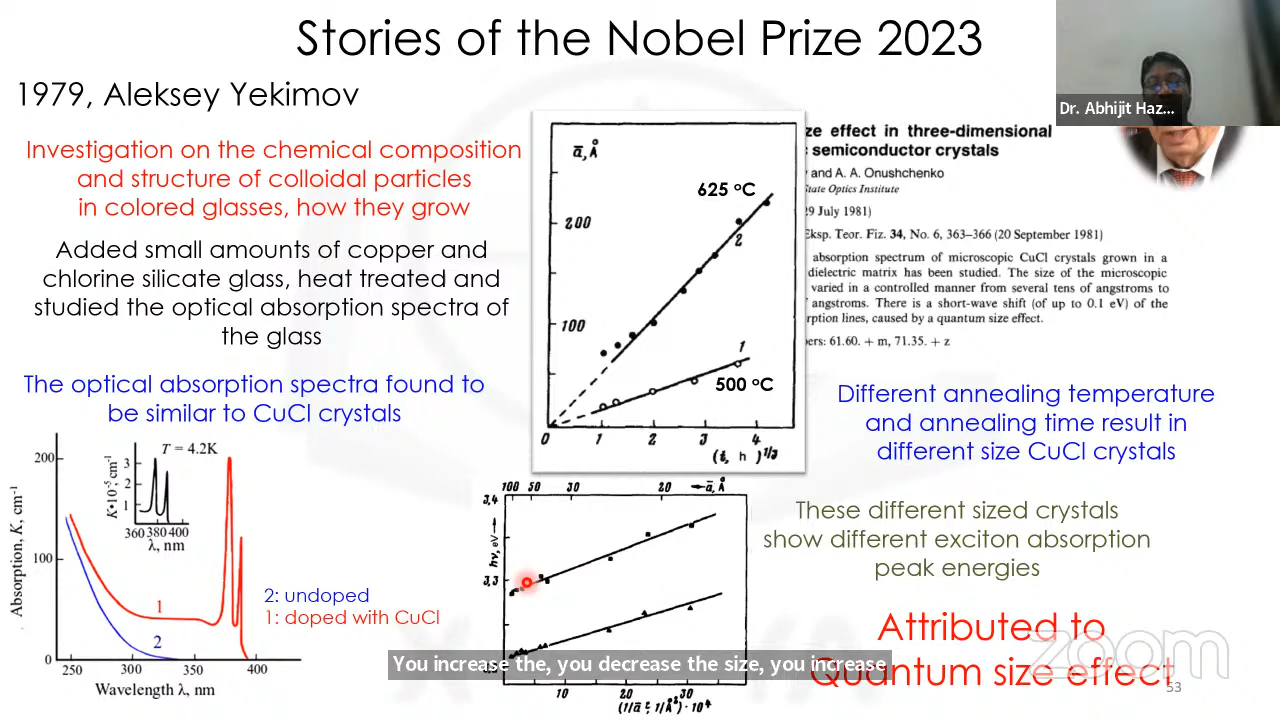 Stories of the Nobel Prize 2023
1979, Aleksey Yekimov
Investigation on the chemical composition
and structure of colloidal particles
in colored glasses, how they grow
Added small amounts of copper and
chlorine silicate glass, heat treated and
studied the optical absorption spectra of
the glass
The optical absorption spectra found to
be similar to CuCl crystals
200
100
0
Absorption, K, cm⁻¹
250 300 350 400
Wavelength λ, nm
T = 4.2K
K•10⁻⁵, cm⁻¹
3
2
1
0
360 380 400
λ, nm
1
2
2: undoped
1: doped with CuCl
ā, Å
200
100
625 °C
2
1
500 °C
0 1 2 3 4
(t, h)^1/3
100 50 30 20 ā, Å
3,4
hν, eV
3,3
10 20 30
(1/ā², 1/Å²)·10⁴
ze effect in three-dimensional
semiconductor crystals
and A. A. Onushchenko
State Optics Institute
29 July 1981)
Eksp. Teor. Fiz. 34, No. 6, 363–366 (20 September 1981)
absorption spectrum of microscopic CuCl crystals grown in a
dielectric matrix has been studied. The size of the microscopic
varied in a controlled manner from several tens of angstroms to
angstroms. There is a short-wave shift (of up to 0.1 eV) of the
rption lines, caused by a quantum size effect.
ers: 61.60. + m, 71.35. + z
Different annealing temperature
and annealing time result in
different size CuCl crystals
These different sized crystals
show different exciton absorption
peak energies
Attributed to
Quantum size effect
53
zoom
Dr. Abhijit Haz...
You increase the, you decrease the size, you increase